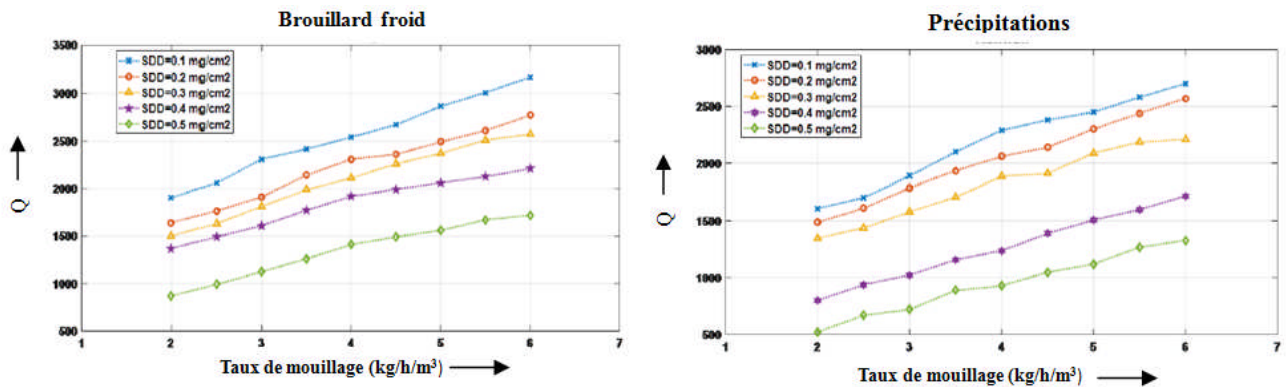 Brouillard froid
3500
3000
2500
2000
1500
1000
500
SDD=0.1 mg/cm2
SDD=0.2 mg/cm2
SDD=0.3 mg/cm2
SDD=0.4 mg/cm2
SDD=0.5 mg/cm2
Q
1 2 3 4 5 6 7
Taux de mouillage (kg/h/m³)
Précipitations
3000
2500
2000
1500
1000
500
SDD=0.1 mg/cm2
SDD=0.2 mg/cm2
SDD=0.3 mg/cm2
SDD=0.4 mg/cm2
SDD=0.5 mg/cm2
Q
1 2 3 4 5 6 7
Taux de mouillage (kg/h/m³)